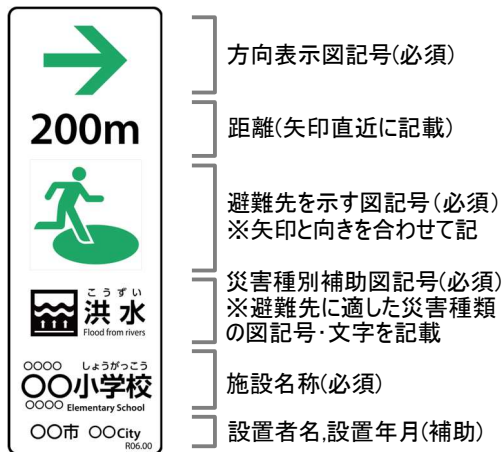 200m
こうずい
洪水
Flood from rivers
○○○○ しょうがっこう
○○小学校
○○○○ Elementary School
○○市 ○○City
R06.00
方向表示図記号(必須)
距離(矢印直近に記載)
避難先を示す図記号(必須)
※矢印と向きを合わせて記
災害種別補助図記号(必須)
※避難先に適した災害種類
の図記号・文字を記載
施設名称(必須)
設置者名,設置年月(補助)